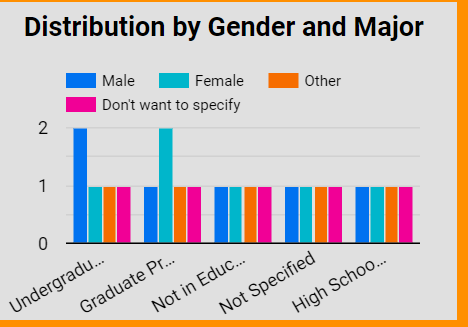 Distribution by Gender and Major
Male Female Other
Don't want to specify
2
1
0
Undergradu... Graduate Pr... Not in Educ... Not Specified High Schoo...